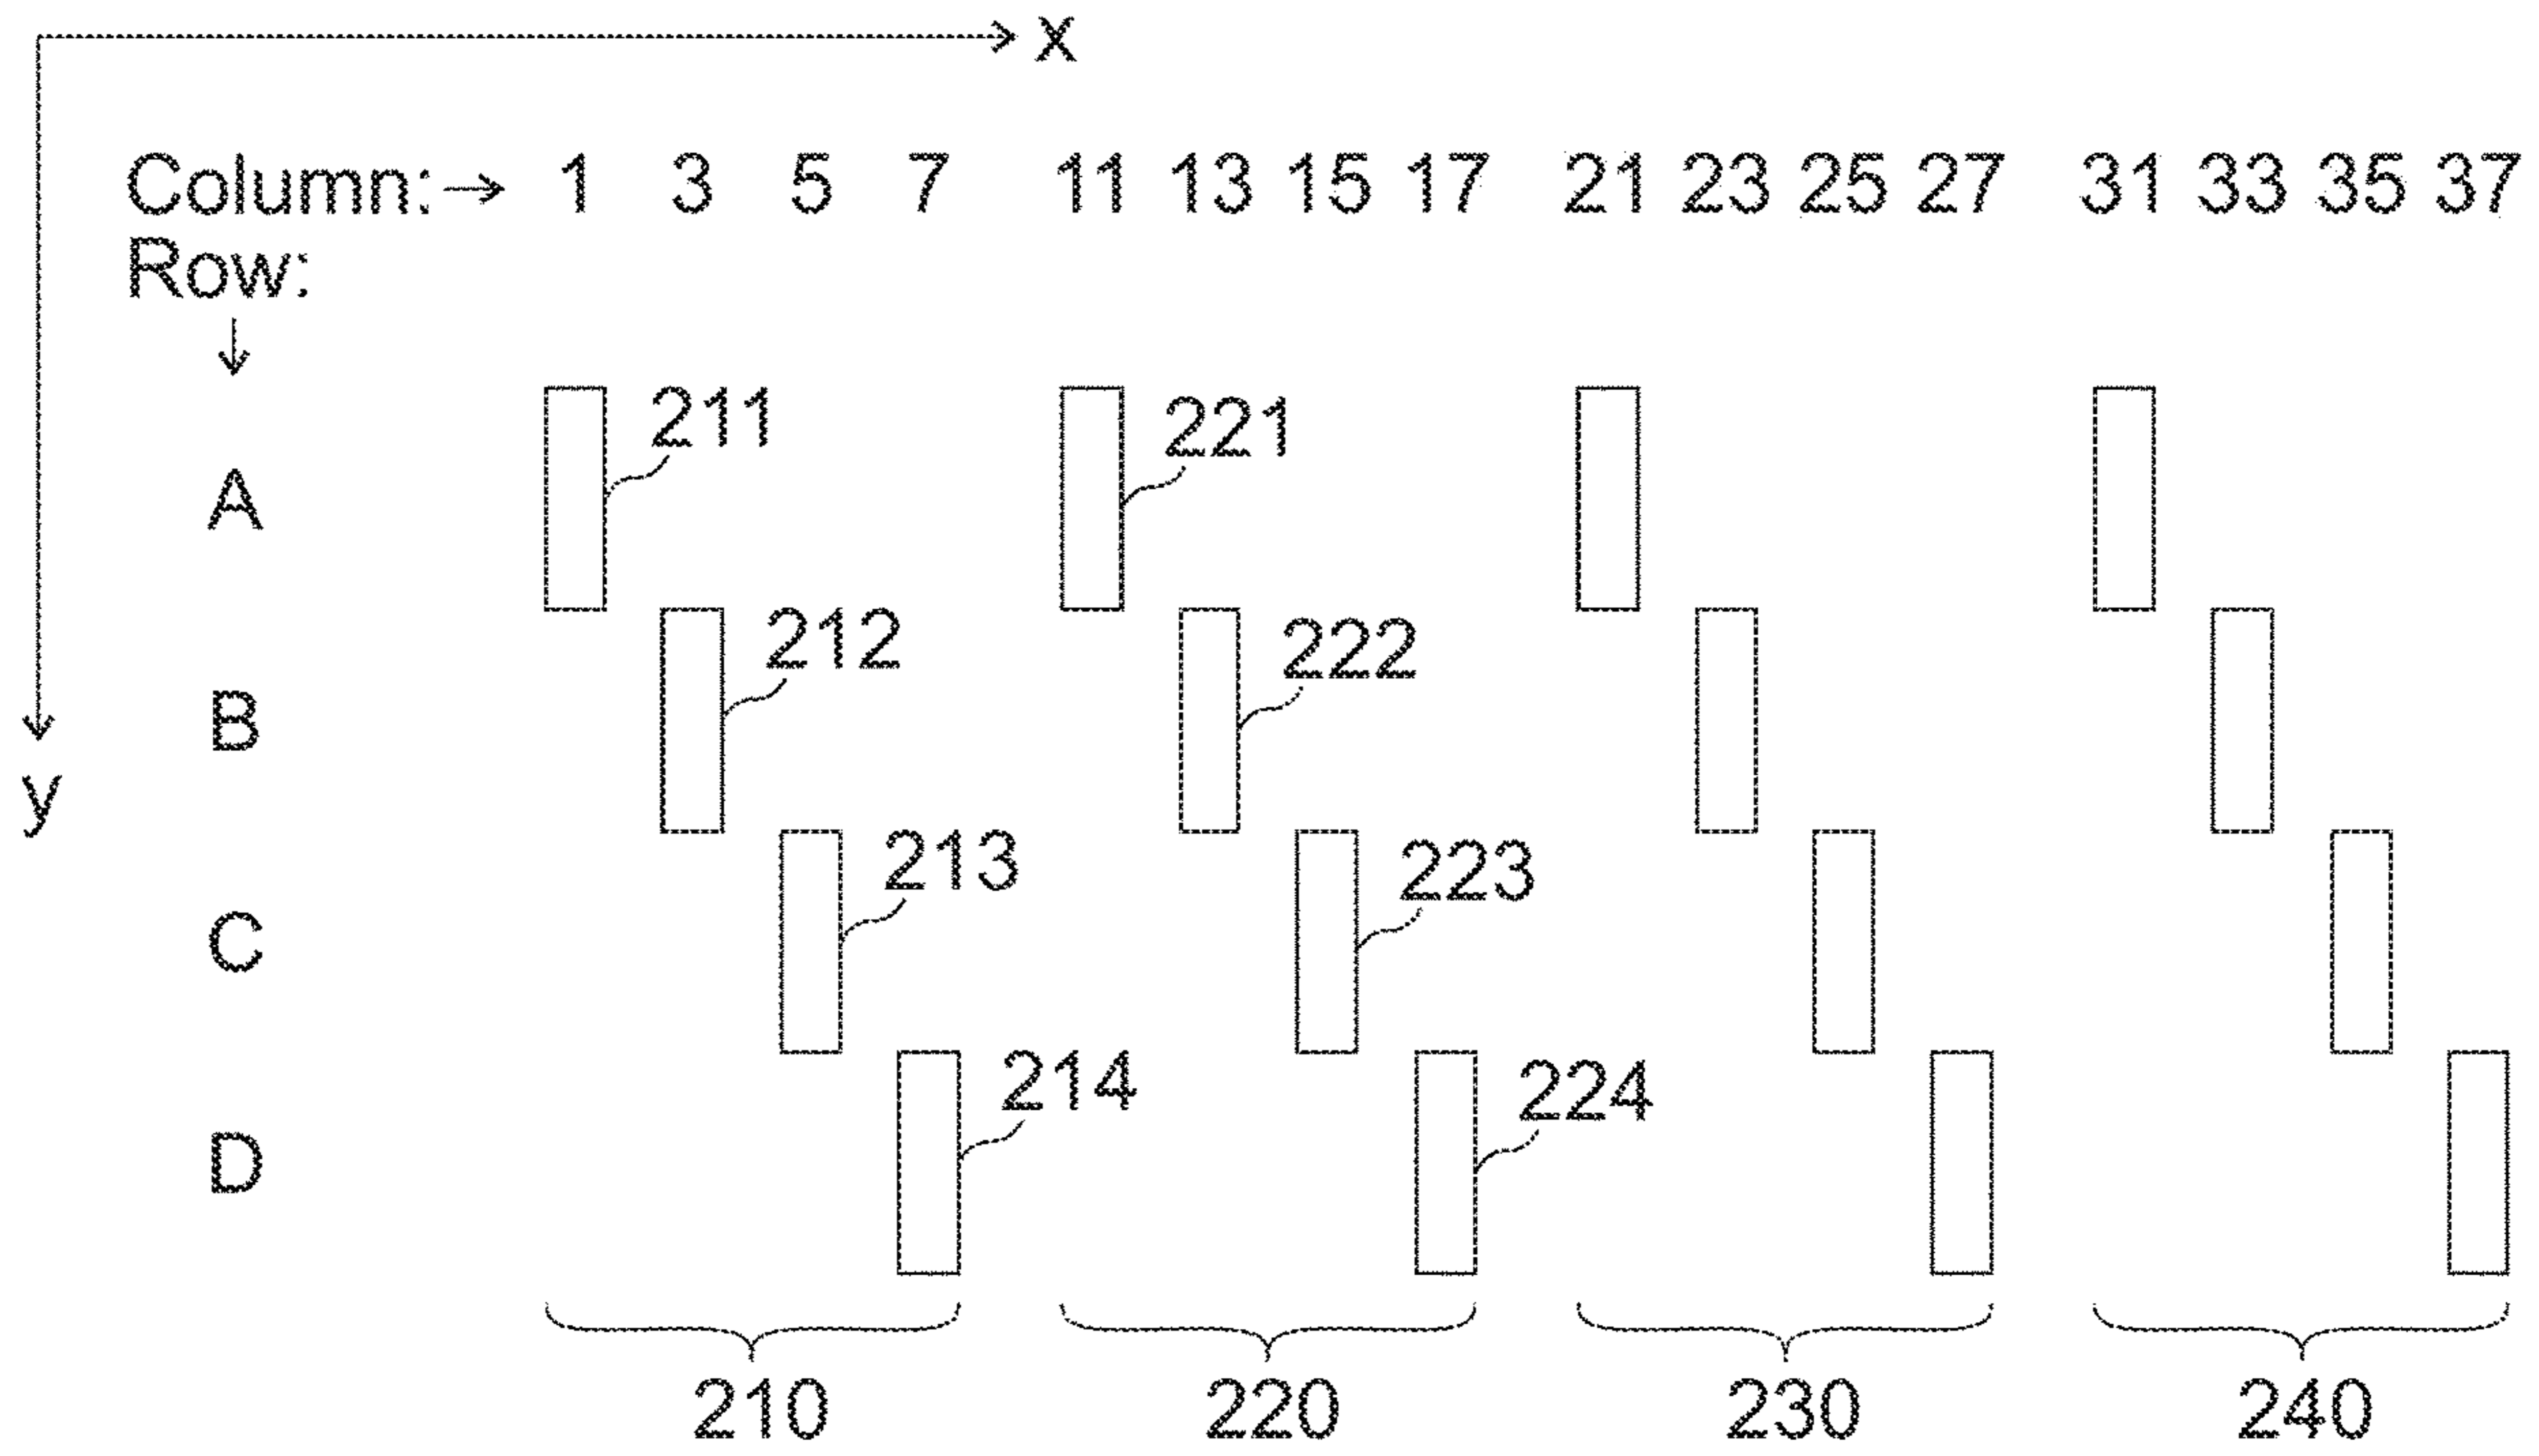 x
Column:→ 1 3 5 7 11 13 15 17 21 23 25 27 31 33 35 37
Row:
↓
211 221
A
212 222
B
y
213 223
C
214 224
D
210 220 230 240